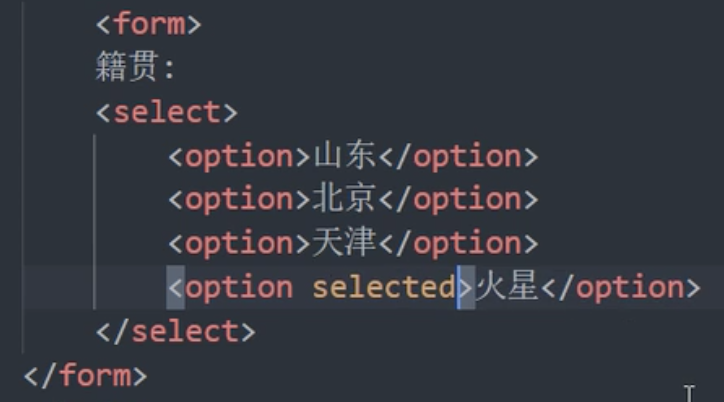 <form>
籍贯:
<select>
<option>山东</option>
<option>北京</option>
<option>天津</option>
<option selected>火星</option>
</select>
</form>